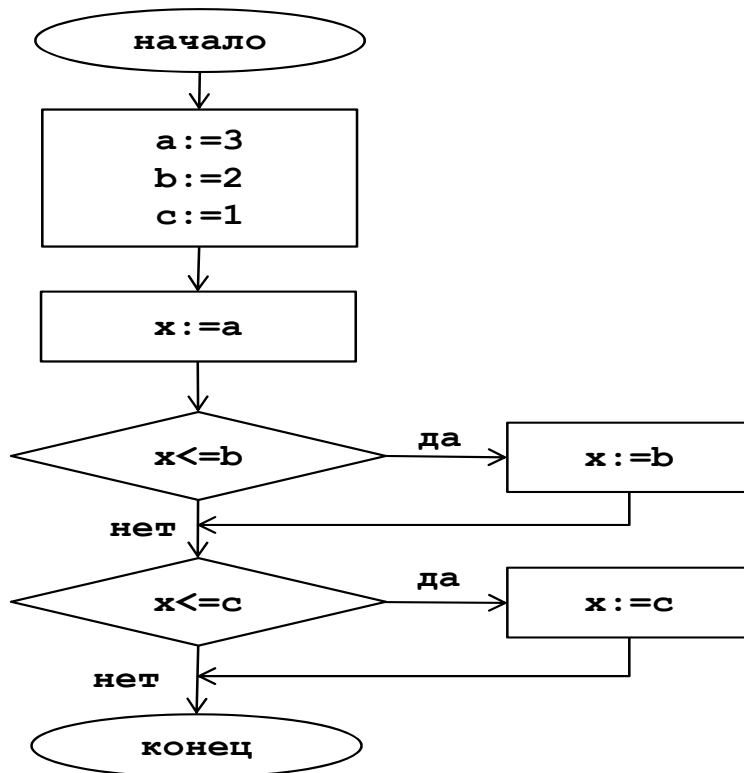 начало
a:=3
b:=2
c:=1
x:=a
x<=b
да
x:=b
нет
x<=c
да
x:=c
нет
конец